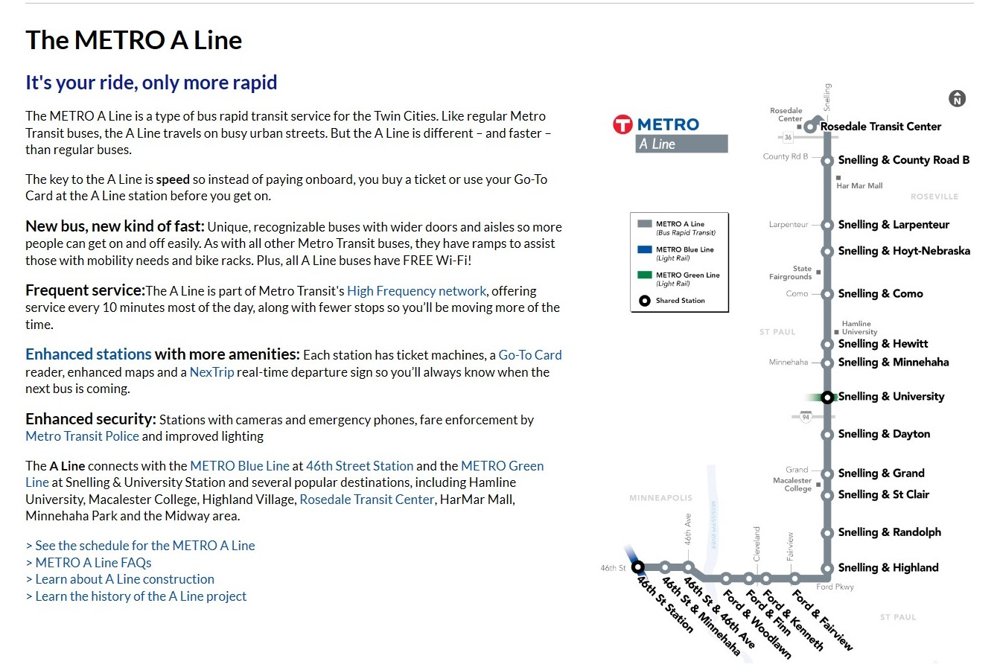 The METRO A Line
It's your ride, only more rapid
The METRO A Line is a type of bus rapid transit service for the Twin Cities. Like regular Metro
Transit buses, the A Line travels on busy urban streets. But the A Line is different – and faster –
than regular buses.
The key to the A Line is speed so instead of paying onboard, you buy a ticket or use your Go-To
Card at the A Line station before you get on.
New bus, new kind of fast: Unique, recognizable buses with wider doors and aisles so more
people can get on and off easily. As with all other Metro Transit buses, they have ramps to assist
those with mobility needs and bike racks. Plus, all A Line buses have FREE Wi-Fi!
Frequent service:The A Line is part of Metro Transit's High Frequency network, offering
service every 10 minutes most of the day, along with fewer stops so you’ll be moving more of the
time.
Enhanced stations with more amenities: Each station has ticket machines, a Go-To Card
reader, enhanced maps and a NexTrip real-time departure sign so you’ll always know when the
next bus is coming.
Enhanced security: Stations with cameras and emergency phones, fare enforcement by
Metro Transit Police and improved lighting
The A Line connects with the METRO Blue Line at 46th Street Station and the METRO Green
Line at Snelling & University Station and several popular destinations, including Hamline
University, Macalester College, Highland Village, Rosedale Transit Center, HarMar Mall,
Minnehaha Park and the Midway area.
> See the schedule for the METRO A Line
> METRO A Line FAQs
> Learn about A Line construction
> Learn the history of the A Line project
T METRO
A Line
METRO A Line
(Bus Rapid Transit)
METRO Blue Line
(Light Rail)
METRO Green Line
(Light Rail)
Shared Station
N
Snelling
Rosedale
Center
Rosedale Transit Center
36
County Rd B
Snelling & County Road B
Har Mar Mall
ROSEVILLE
Larpenteur
Snelling & Larpenteur
Snelling & Hoyt-Nebraska
State
Fairgrounds
Como
Snelling & Como
Hamline
University
ST PAUL
Snelling & Hewitt
Minnehaha
Snelling & Minnehaha
Snelling & University
94
Snelling & Dayton
Grand
Snelling & Grand
Macalester
College
Snelling & St Clair
MINNEAPOLIS
MISSISSIPPI RIVER
Snelling & Randolph
46th Ave
Cleveland
Fairview
46th St
Snelling & Highland
Ford Pkwy
46th St Station
46th St & Minnehaha
46th St & 46th Ave
Ford & Woodlawn
Ford & Finn
Ford & Kenneth
Ford & Fairview
ST PAUL